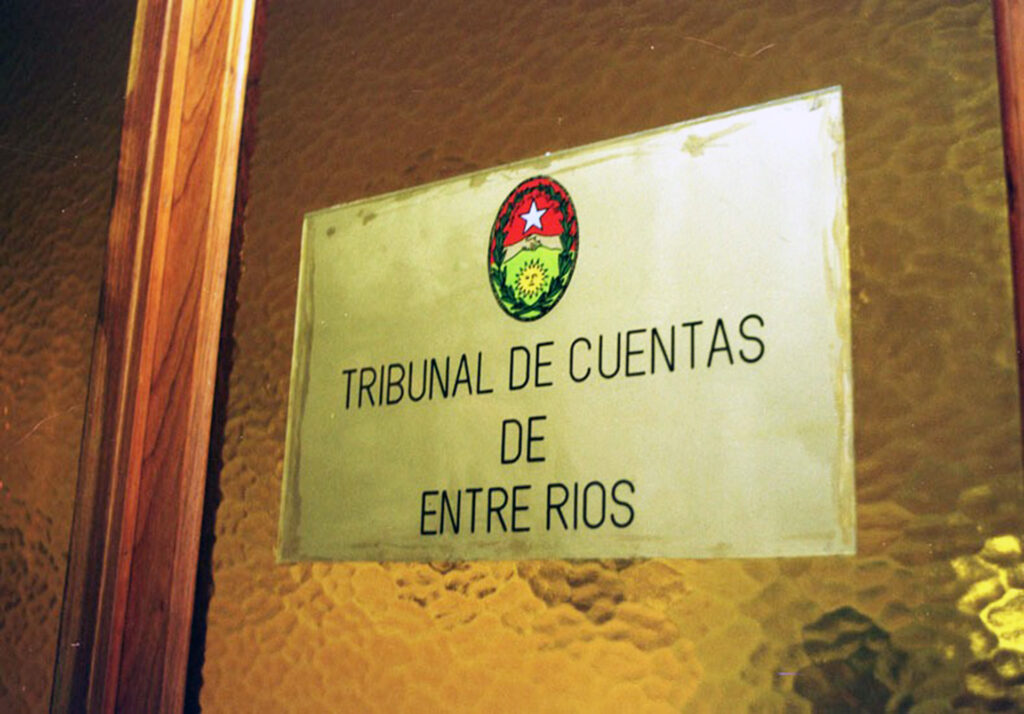 TRIBUNAL DE CUENTAS
DE
ENTRE RIOS